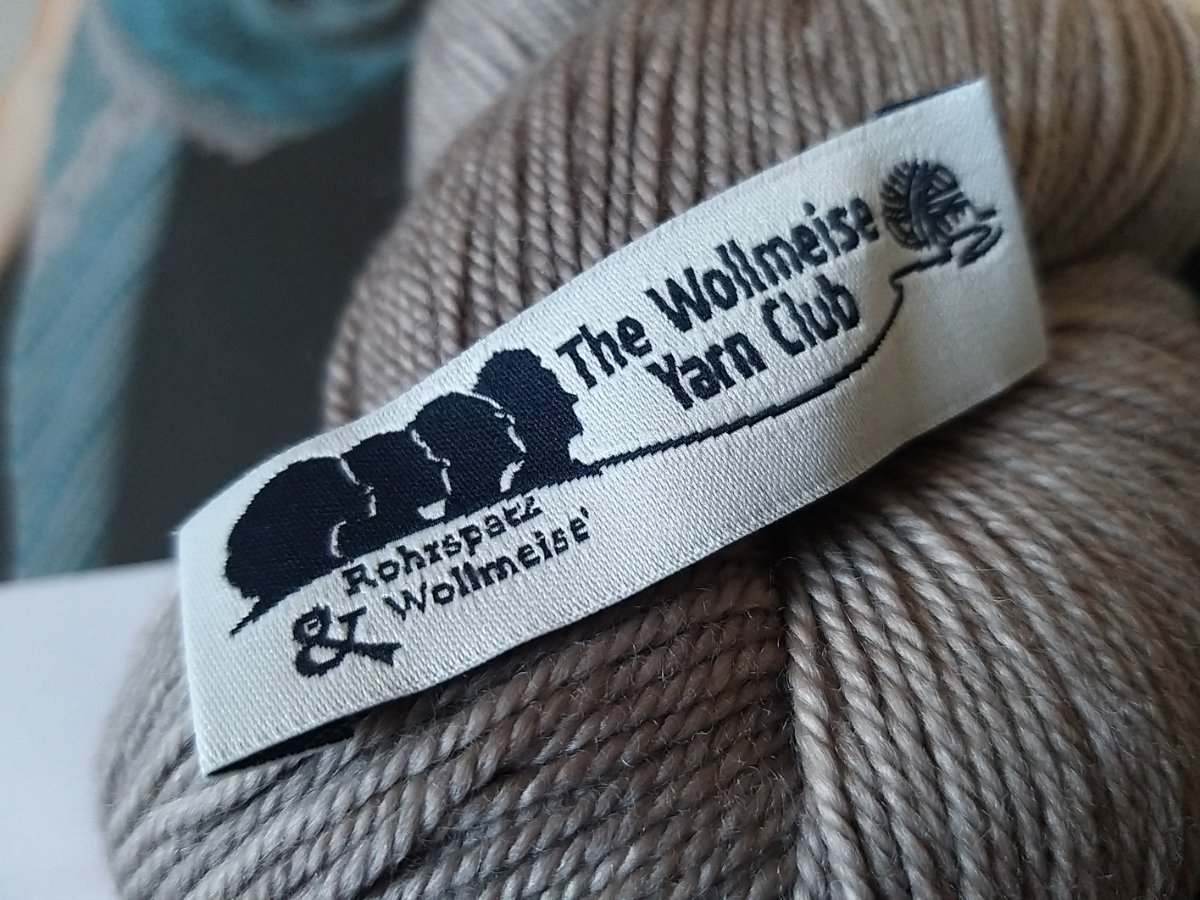 The Wollmeise
Yarn Club
Rohrspatz
& Wollmeise'